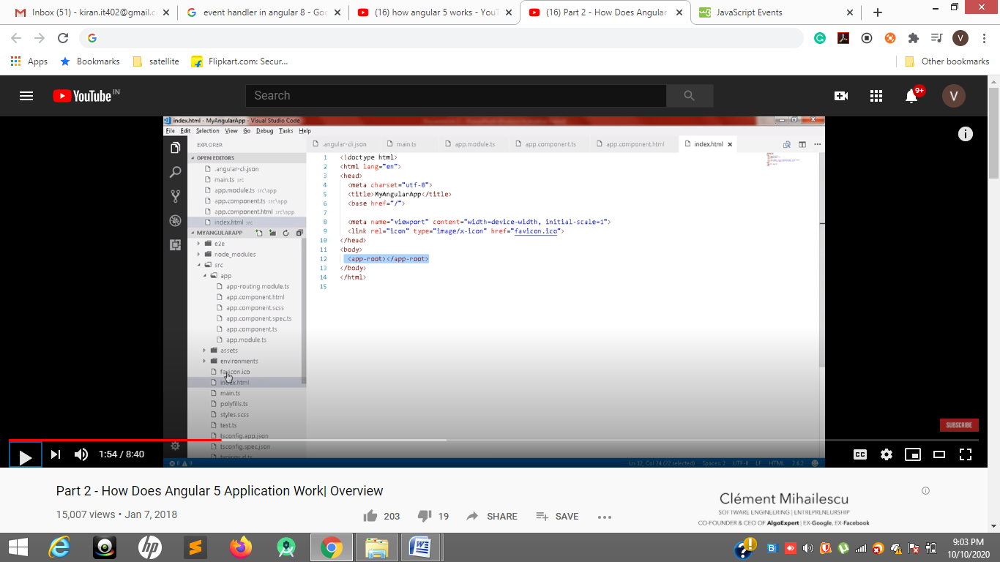 Inbox (51) - kiran.it402@gmail.c
event handler in angular 8 - Goo
(16) how angular 5 works - YouT
(16) Part 2 - How Does Angular
JavaScript Events
Apps
Bookmarks
satellite
Flipkart.com: Secur...
Other bookmarks
YouTube IN
Search
9+
V
index.html - MyAngularApp - Visual Studio Code
File Edit Selection View Go Debug Tasks Help
EXPLORER
OPEN EDITORS
.angular-cli.json
main.ts src
app.module.ts src\app
app.component.ts src\app
app.component.html src\app
index.html src
MYANGULARAPP
e2e
node_modules
src
app
app-routing.module.ts
app.component.html
app.component.scss
app.component.spec.ts
app.component.ts
app.module.ts
assets
environments
favicon.ico
index.html
main.ts
polyfills.ts
styles.scss
test.ts
tsconfig.app.json
tsconfig.spec.json
typings.d.ts
.angular-cli.json main.ts app.module.ts app.component.ts app.component.html index.html
1 <!doctype html>
2 <html lang="en">
3 <head>
4 <meta charset="utf-8">
5 <title>MyAngularApp</title>
6 <base href="/">
7
8 <meta name="viewport" content="width=device-width, initial-scale=1">
9 <link rel="icon" type="image/x-icon" href="favicon.ico">
10 </head>
11 <body>
12 <app-root></app-root>
13 </body>
14 </html>
15
0 0 Ln 12, Col 24 (22 selected) Spaces: 2 UTF-8 LF HTML 2.6.2
SUBSCRIBE
1:54 / 8:40
CC
Part 2 - How Does Angular 5 Application Work| Overview
15,007 views • Jan 7, 2018
203
19
SHARE
SAVE
Clément Mihailescu
SOFTWARE ENGINEERING | ENTREPRENEURSHIP
CO-FOUNDER & CEO OF AlgoExpert | EX-Google, EX-Facebook
9:03 PM
10/10/2020